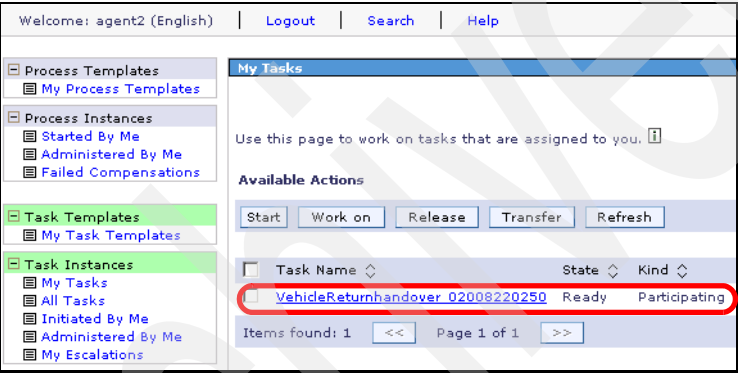 Welcome: agent2 (English) Logout Search Help
Process Templates
My Process Templates
Process Instances
Started By Me
Administered By Me
Failed Compensations
Task Templates
My Task Templates
Task Instances
My Tasks
All Tasks
Initiated By Me
Administered By Me
My Escalations
My Tasks
Use this page to work on tasks that are assigned to you. i
Available Actions
Start Work on Release Transfer Refresh
Task Name State Kind
VehicleReturnhandover_02008220250 Ready Participating
Items found: 1 << Page 1 of 1 >>